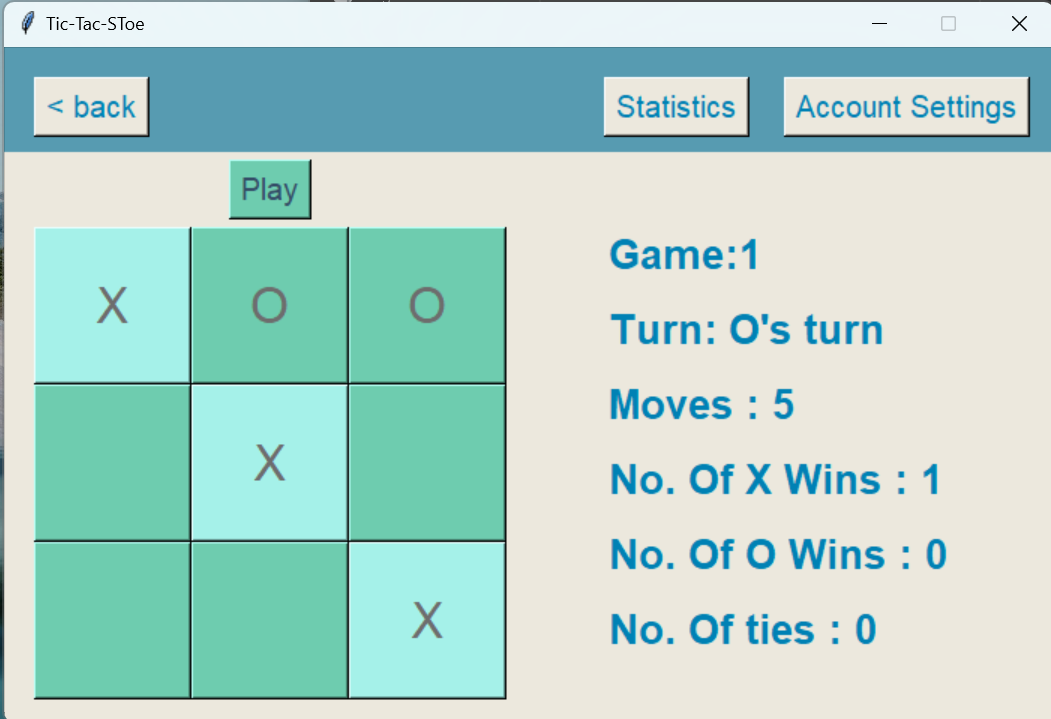 Tic-Tac-SToe
< back
Statistics
Account Settings
Play
X O O
X
X
Game:1
Turn: O's turn
Moves : 5
No. Of X Wins : 1
No. Of O Wins : 0
No. Of ties : 0